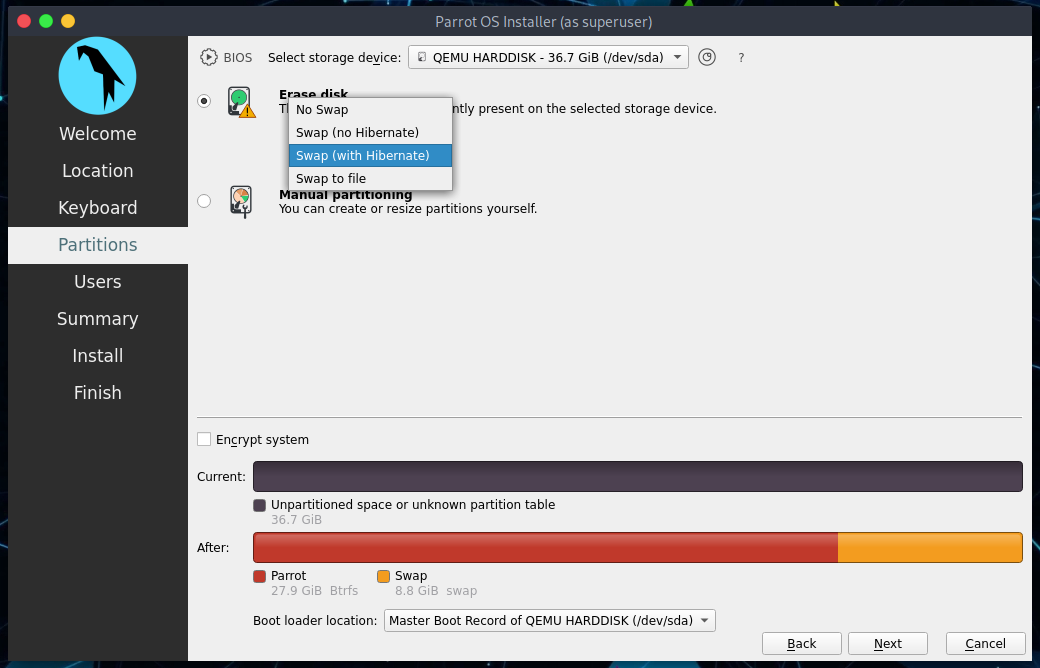 Parrot OS Installer (as superuser)
BIOS Select storage device: QEMU HARDDISK - 36.7 GiB (/dev/sda) ?
Welcome
Location
Keyboard
Partitions
Users
Summary
Install
Finish
Erase disk
present on the selected storage device.
No Swap
Swap (no Hibernate)
Swap (with Hibernate)
Swap to file
Manual partitioning
You can create or resize partitions yourself.
Encrypt system
Current:
Unpartitioned space or unknown partition table
36.7 GiB
After:
Parrot Swap
27.9 GiB Btrfs 8.8 GiB swap
Boot loader location: Master Boot Record of QEMU HARDDISK (/dev/sda)
Back Next Cancel